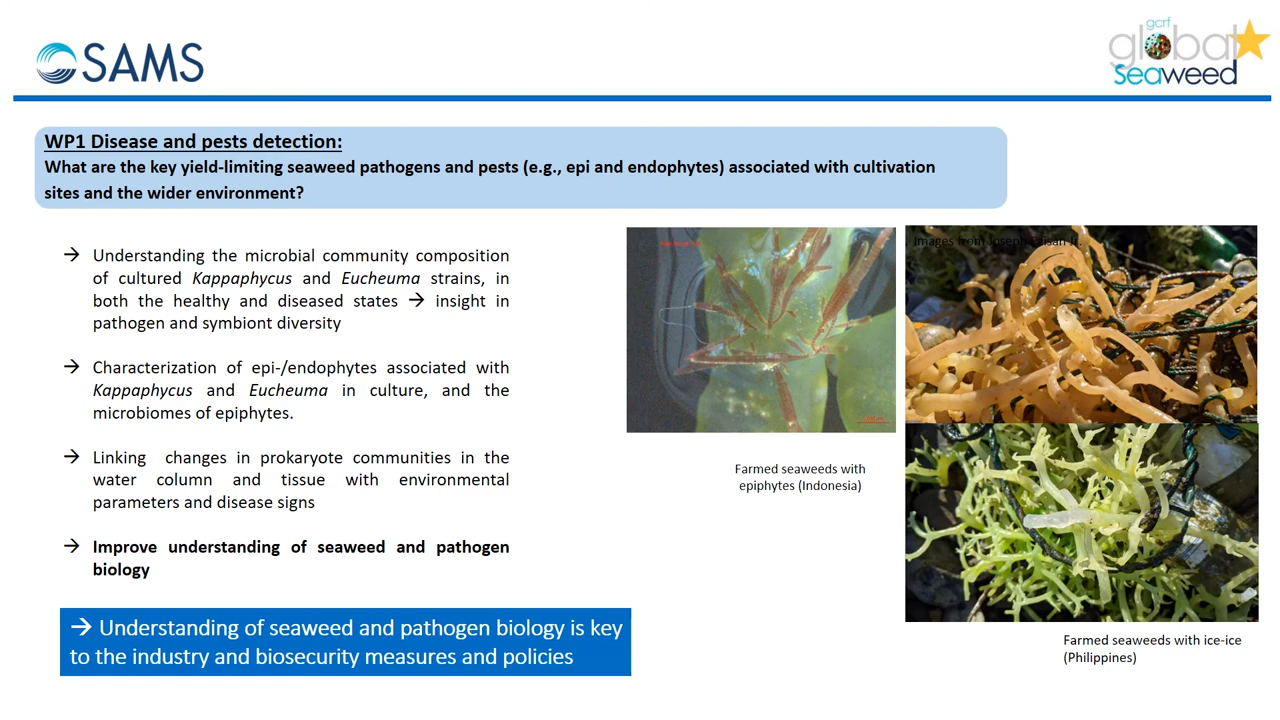 SAMS
gcrf
global
Seaweed
WP1 Disease and pests detection:
What are the key yield-limiting seaweed pathogens and pests (e.g., epi and endophytes) associated with cultivation
sites and the wider environment?
→ Understanding the microbial community composition
of cultured Kappaphycus and Eucheuma strains, in
both the healthy and diseased states → insight in
pathogen and symbiont diversity
→ Characterization of epi-/endophytes associated with
Kappaphycus and Eucheuma in culture, and the
microbiomes of epiphytes.
→ Linking changes in prokaryote communities in the
water column and tissue with environmental
parameters and disease signs
→ Improve understanding of seaweed and pathogen
biology
→ Understanding of seaweed and pathogen biology is key
to the industry and biosecurity measures and policies
Images from Joseph Jr.
Farmed seaweeds with
epiphytes (Indonesia)
Farmed seaweeds with ice-ice
(Philippines)